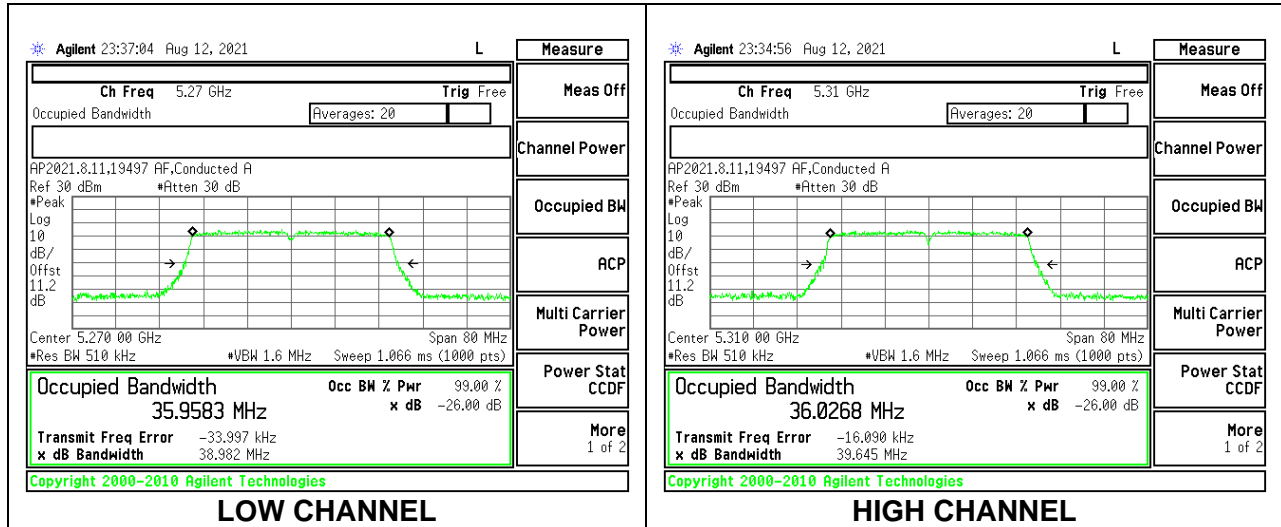 Agilent 23:37:04 Aug 12, 2021 L
Measure
Ch Freq 5.27 GHz Trig Free
Occupied Bandwidth Averages: 20
AP2021.8.11,19497 AF,Conducted A
Ref 30 dBm #Atten 30 dB
#Peak
Log
10
dB/
Offst
11.2
dB
Center 5.270 00 GHz Span 80 MHz
#Res BW 510 kHz #VBW 1.6 MHz Sweep 1.066 ms (1000 pts)
Occupied Bandwidth Occ BW % Pwr 99.00 %
35.9583 MHz x dB -26.00 dB
Transmit Freq Error -33.997 kHz
x dB Bandwidth 38.982 MHz
Copyright 2000-2010 Agilent Technologies
Meas Off
Channel Power
Occupied BW
ACP
Multi Carrier
Power
Power Stat
CCDF
More
1 of 2
LOW CHANNEL
Agilent 23:34:56 Aug 12, 2021 L
Measure
Ch Freq 5.31 GHz Trig Free
Occupied Bandwidth Averages: 20
AP2021.8.11,19497 AF,Conducted A
Ref 30 dBm #Atten 30 dB
#Peak
Log
10
dB/
Offst
11.2
dB
Center 5.310 00 GHz Span 80 MHz
#Res BW 510 kHz #VBW 1.6 MHz Sweep 1.066 ms (1000 pts)
Occupied Bandwidth Occ BW % Pwr 99.00 %
36.0268 MHz x dB -26.00 dB
Transmit Freq Error -16.090 kHz
x dB Bandwidth 39.645 MHz
Copyright 2000-2010 Agilent Technologies
Meas Off
Channel Power
Occupied BW
ACP
Multi Carrier
Power
Power Stat
CCDF
More
1 of 2
HIGH CHANNEL